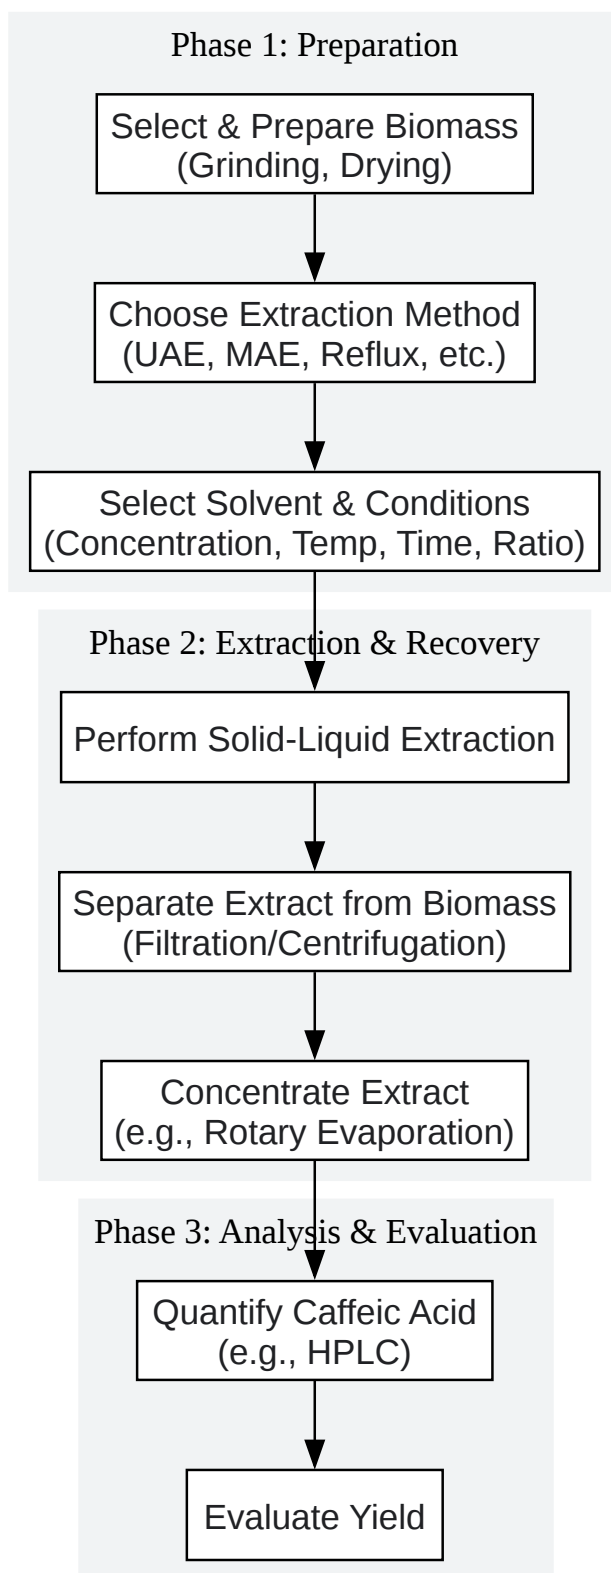 Phase 1: Preparation
Select & Prepare Biomass
(Grinding, Drying)
Choose Extraction Method
(UAE, MAE, Reflux, etc.)
Select Solvent & Conditions
(Concentration, Temp, Time, Ratio)
Phase 2: Extraction & Recovery
Perform Solid-Liquid Extraction
Separate Extract from Biomass
(Filtration/Centrifugation)
Concentrate Extract
(e.g., Rotary Evaporation)
Phase 3: Analysis & Evaluation
Quantify Caffeic Acid
(e.g., HPLC)
Evaluate Yield